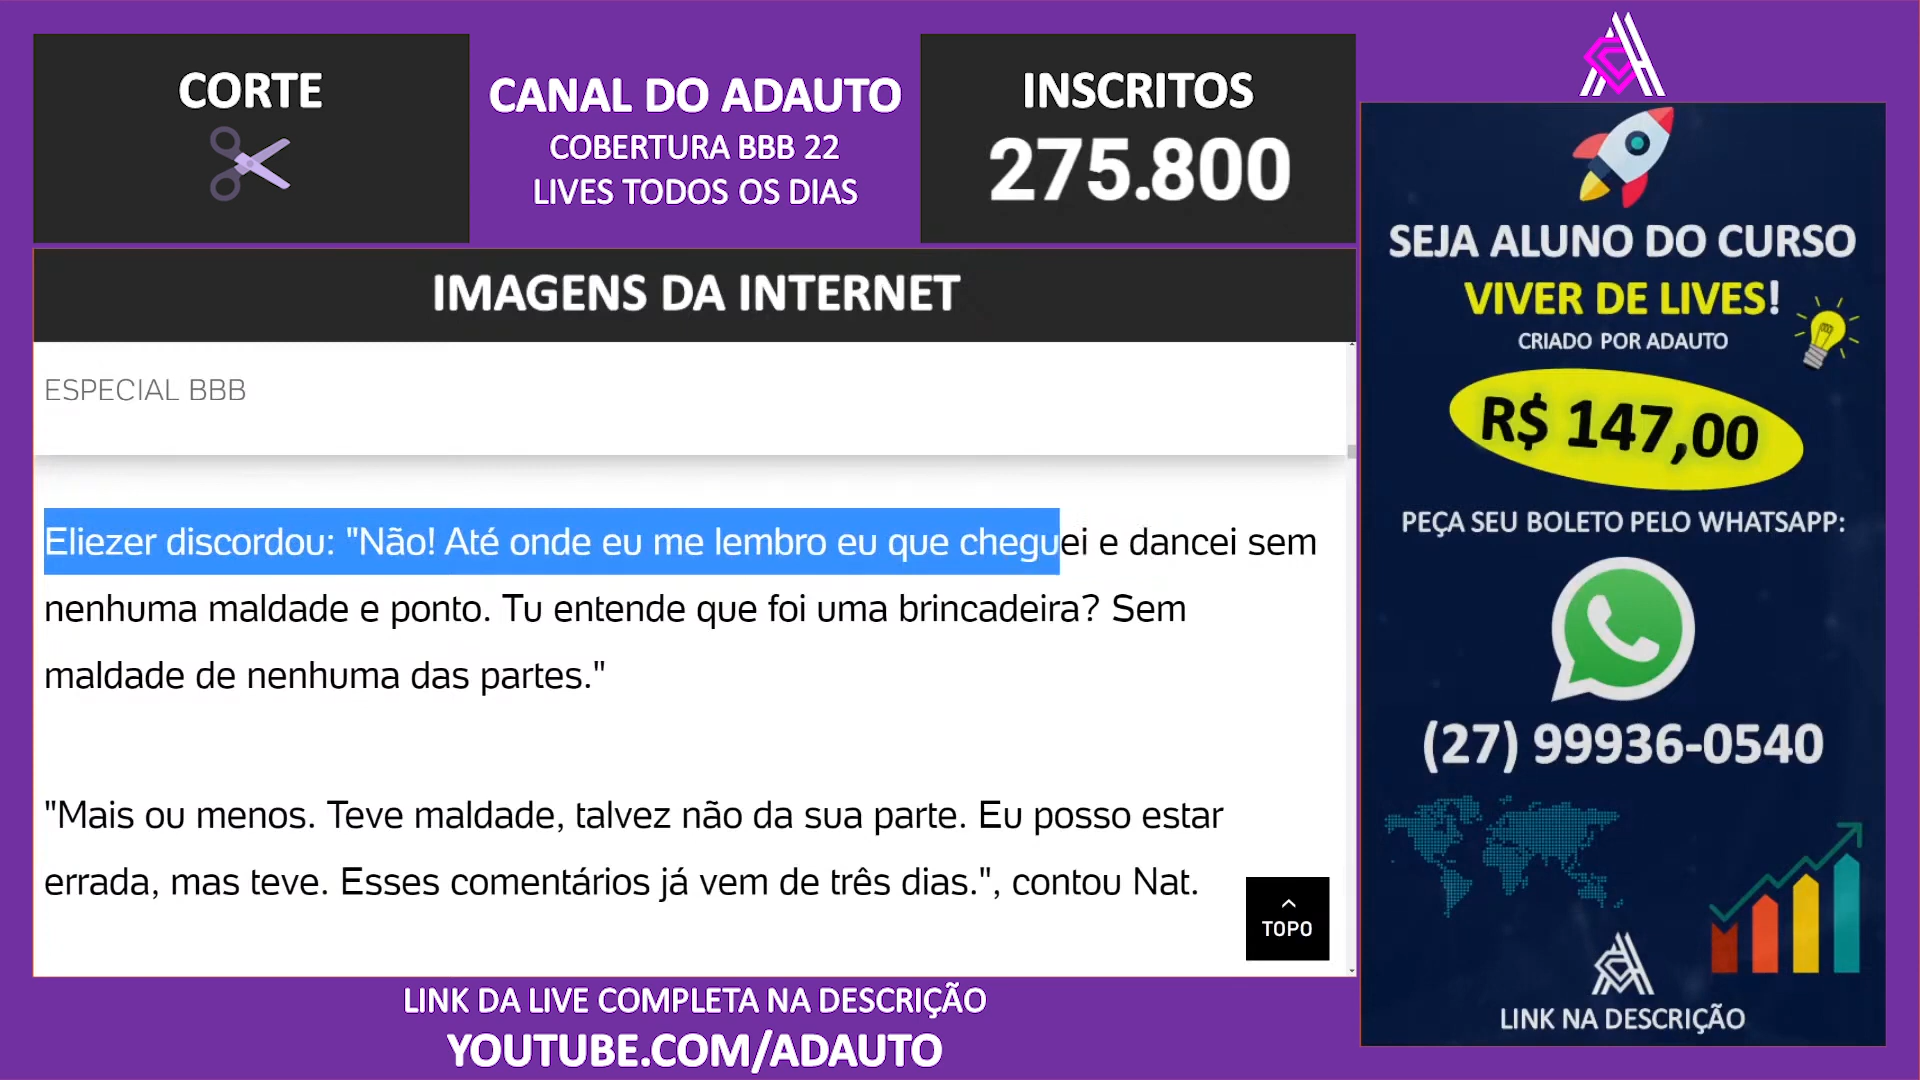 CORTE
CANAL DO ADAUTO
COBERTURA BBB 22
LIVES TODOS OS DIAS
INSCRITOS
275.800
IMAGENS DA INTERNET
ESPECIAL BBB
Eliezer discordou: "Não! Até onde eu me lembro eu que cheguei e dancei sem
nenhuma maldade e ponto. Tu entende que foi uma brincadeira? Sem
maldade de nenhuma das partes."
"Mais ou menos. Teve maldade, talvez não da sua parte. Eu posso estar
errada, mas teve. Esses comentários já vem de três dias.", contou Nat.
TOPO
LINK DA LIVE COMPLETA NA DESCRIÇÃO
YOUTUBE.COM/ADAUTO
SEJA ALUNO DO CURSO
VIVER DE LIVES!
CRIADO POR ADAUTO
R$ 147,00
PEÇA SEU BOLETO PELO WHATSAPP:
(27) 99936-0540
LINK NA DESCRIÇÃO